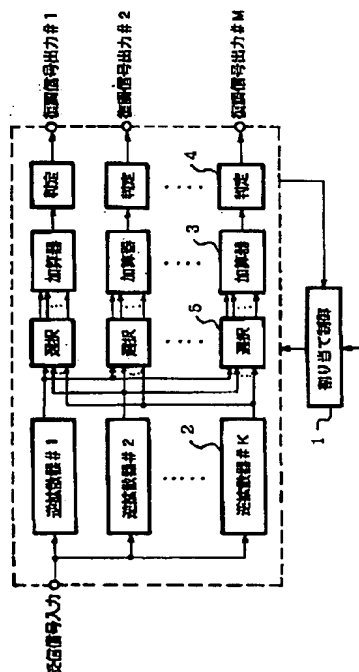 受信信号入力
逆拡散器#1
逆拡散器#2
逆拡散器#K
2
選択
選択
選択
5
加算器
加算器
加算器
3
判定
判定
判定
4
復調信号出力#1
復調信号出力#2
復調信号出力#M
割り当て制御
1